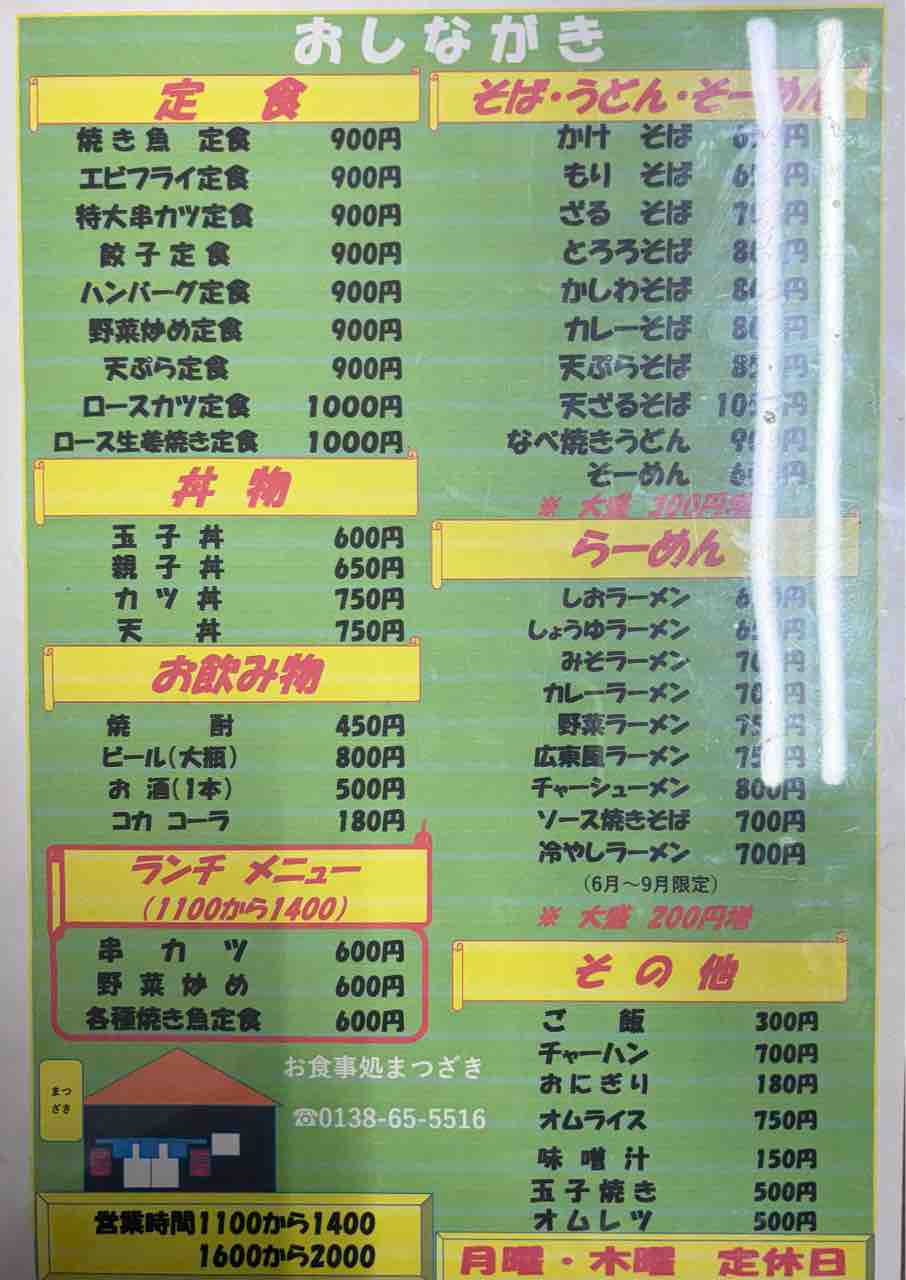 おしながき
定 食
焼き魚 定食 900円
エビフライ定食 900円
特大串カツ定食 900円
餃子定食 900円
ハンバーグ定食 900円
野菜炒め定食 900円
天ぷら定食 900円
ロースカツ定食 1000円
ロース生姜焼き定食 1000円
丼 物
玉 子 丼 600円
親 子 丼 650円
カ ツ 丼 750円
天 丼 750円
お飲み物
焼 酎 450円
ビール(大瓶) 800円
お 酒(1本) 500円
コカ コーラ 180円
ランチ メニュー
(1100から1400)
串 カ ツ 600円
野 菜 炒 め 600円
各種焼き魚定食 600円
まつ
ざき
お食事処まつざき
☎0138-65-5516
営業時間1100から1400
1600から2000
そば・うどん・そーめん
かけ そば
もり そば
ざる そば
とろろそば
かしわそば
カレーそば
天ぷらそば
天ざるそば
なべ焼きうどん
そーめん
※ 大盛 300円増
らーめん
しおラーメン
しょうゆラーメン
みそラーメン
カレーラーメン
野菜ラーメン
広東風ラーメン
チャーシューメン 800円
ソース焼きそば 700円
冷やしラーメン 700円
(6月～9月限定)
※ 大盛 200円増
そ の 他
ご 飯 300円
チャーハン 700円
おにぎり 180円
オムライス 750円
味 噌 汁 150円
玉 子 焼 き 500円
オ ム レ ツ 500円
月曜・木曜 定休日